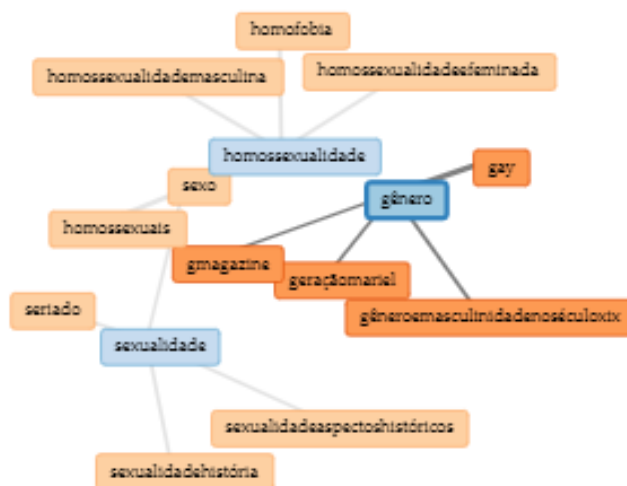 homofobia
homossexualidademasculina
homossexualidadeefeminada
homossexualidade
gay
sexo
gênero
homossexuais
gmagazine
geraçãomariel
seriado
gêneroemasculinidadenoséculoxix
sexualidade
sexualidadeaspectoshistóricos
sexualidadehistória